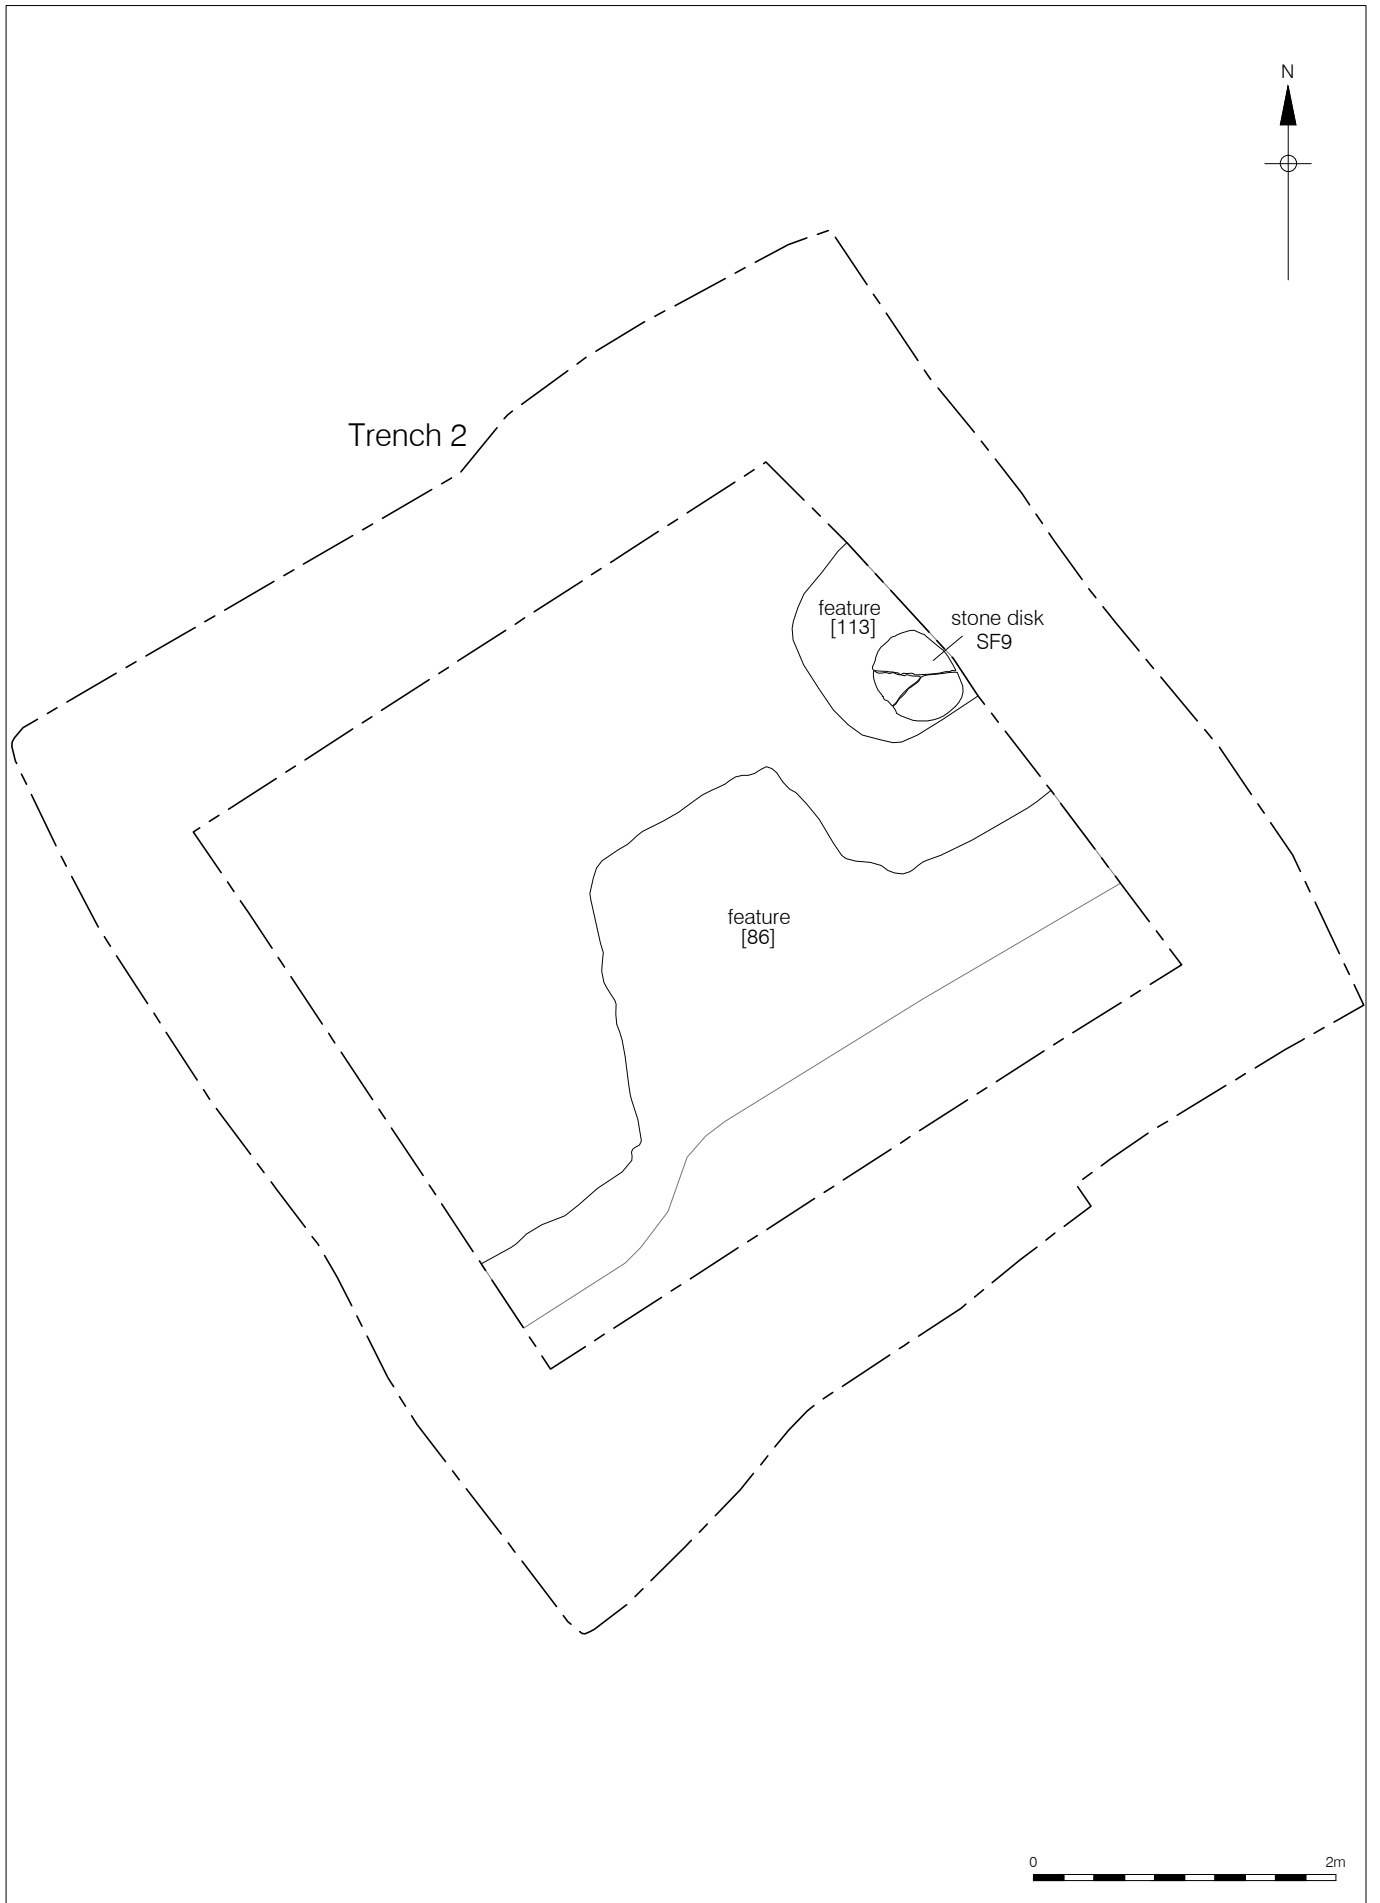 N
Trench 2
feature
[113]
stone disk
SF9
feature
[86]
0 2m